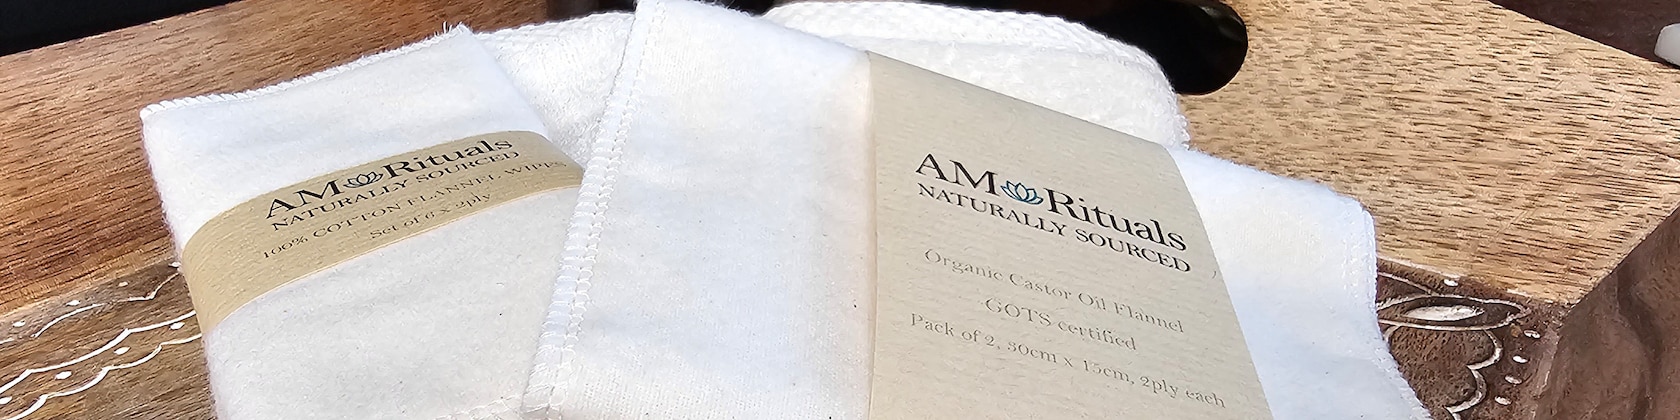 AM Rituals
NATURALLY SOURCED
100% COTTON FLANNEL WIPES
Set of 6 x 2ply
AM Rituals
NATURALLY SOURCED
Organic Castor Oil Flannel
GOTS certified
Pack of 2, 30cm x 15cm, 2ply each